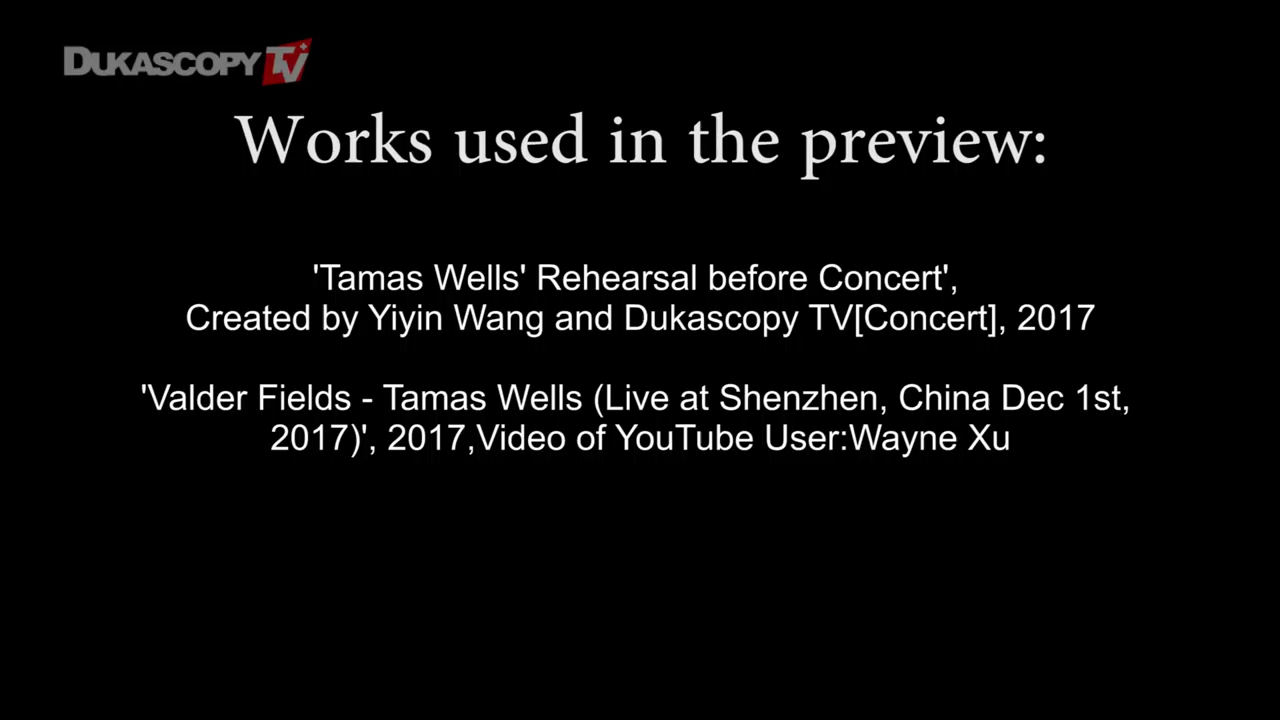 DUKASCOPY TV
Works used in the preview:
'Tamas Wells' Rehearsal before Concert',
Created by Yiyin Wang and Dukascopy TV[Concert], 2017
'Valder Fields - Tamas Wells (Live at Shenzhen, China Dec 1st,
2017)', 2017,Video of YouTube User:Wayne Xu